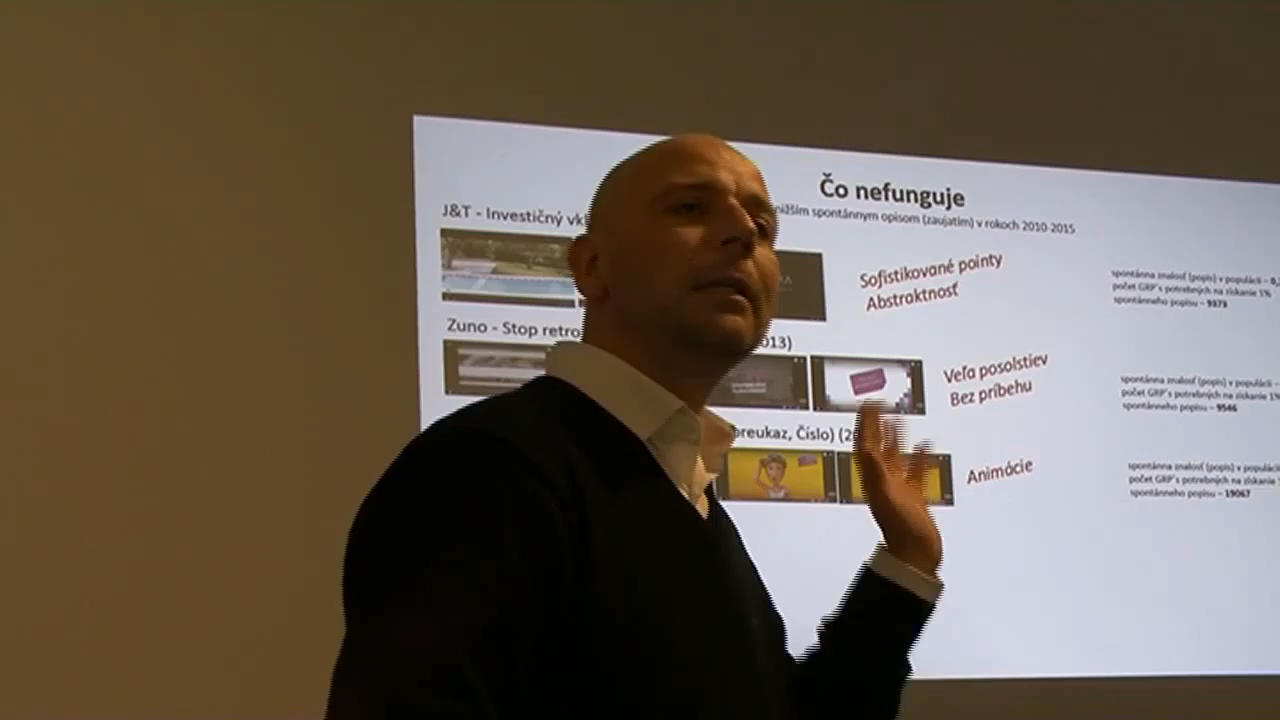 Čo nefunguje
nižším spontánnym opisom (zaujatím) v rokoch 2010-2015
J&T - Investičný
Sofistikované pointy
Abstraktnosť
spontánna znalosť (popis) v populácii –
počet GRP's potrebných na získanie 1%
spontánneho popisu – 9373
Zuno - Stop retro
013)
Veľa posolstiev
Bez príbehu
spontánna znalosť (popis) v populácii –
počet GRP's potrebných na získanie 1%
spontánneho popisu – 9546
preukaz, Číslo) (2
Animácie
spontánna znalosť (popis) v populácii
počet GRP's potrebných na získanie
spontánneho popisu – 19067